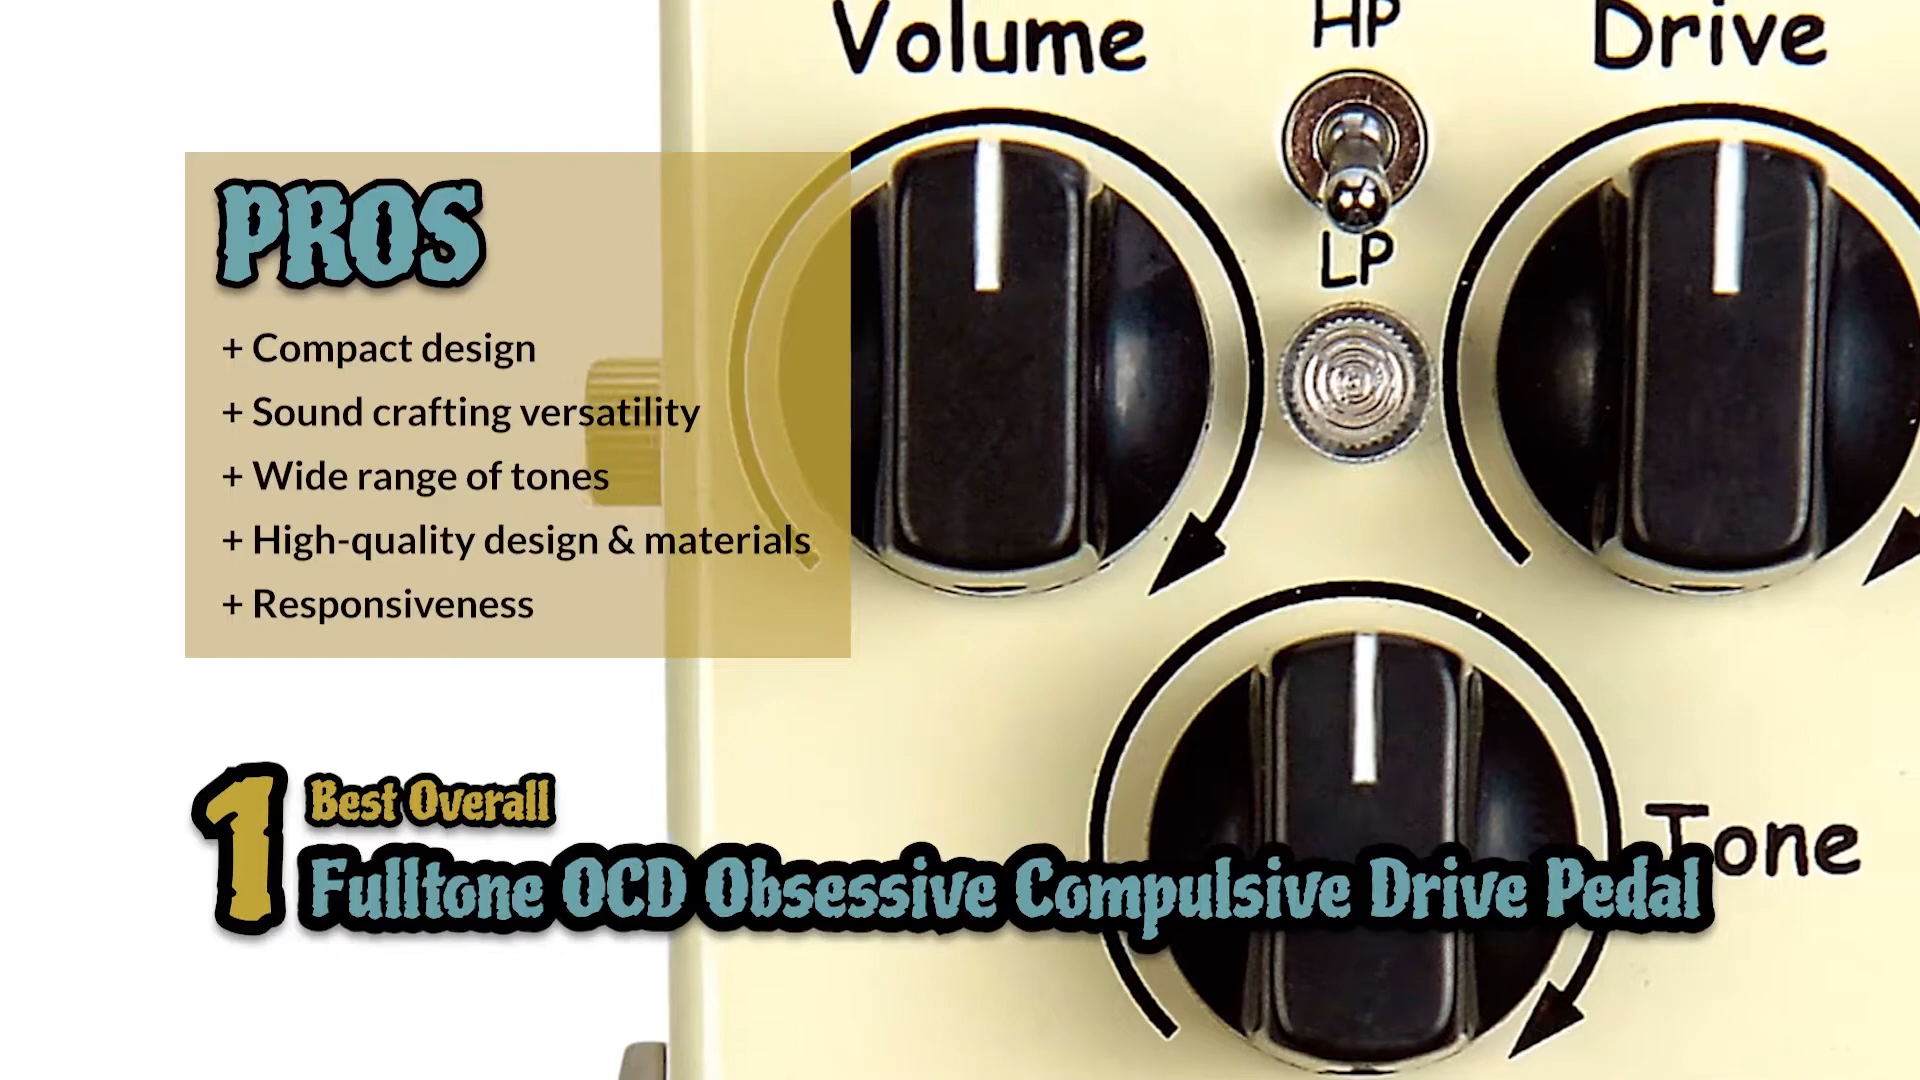 Volume
HP
Drive
LP
PROS
+ Compact design
+ Sound crafting versatility
+ Wide range of tones
+ High-quality design & materials
+ Responsiveness
1
Best Overall
Tone
Fulltone OCD Obsessive Compulsive Drive Pedal